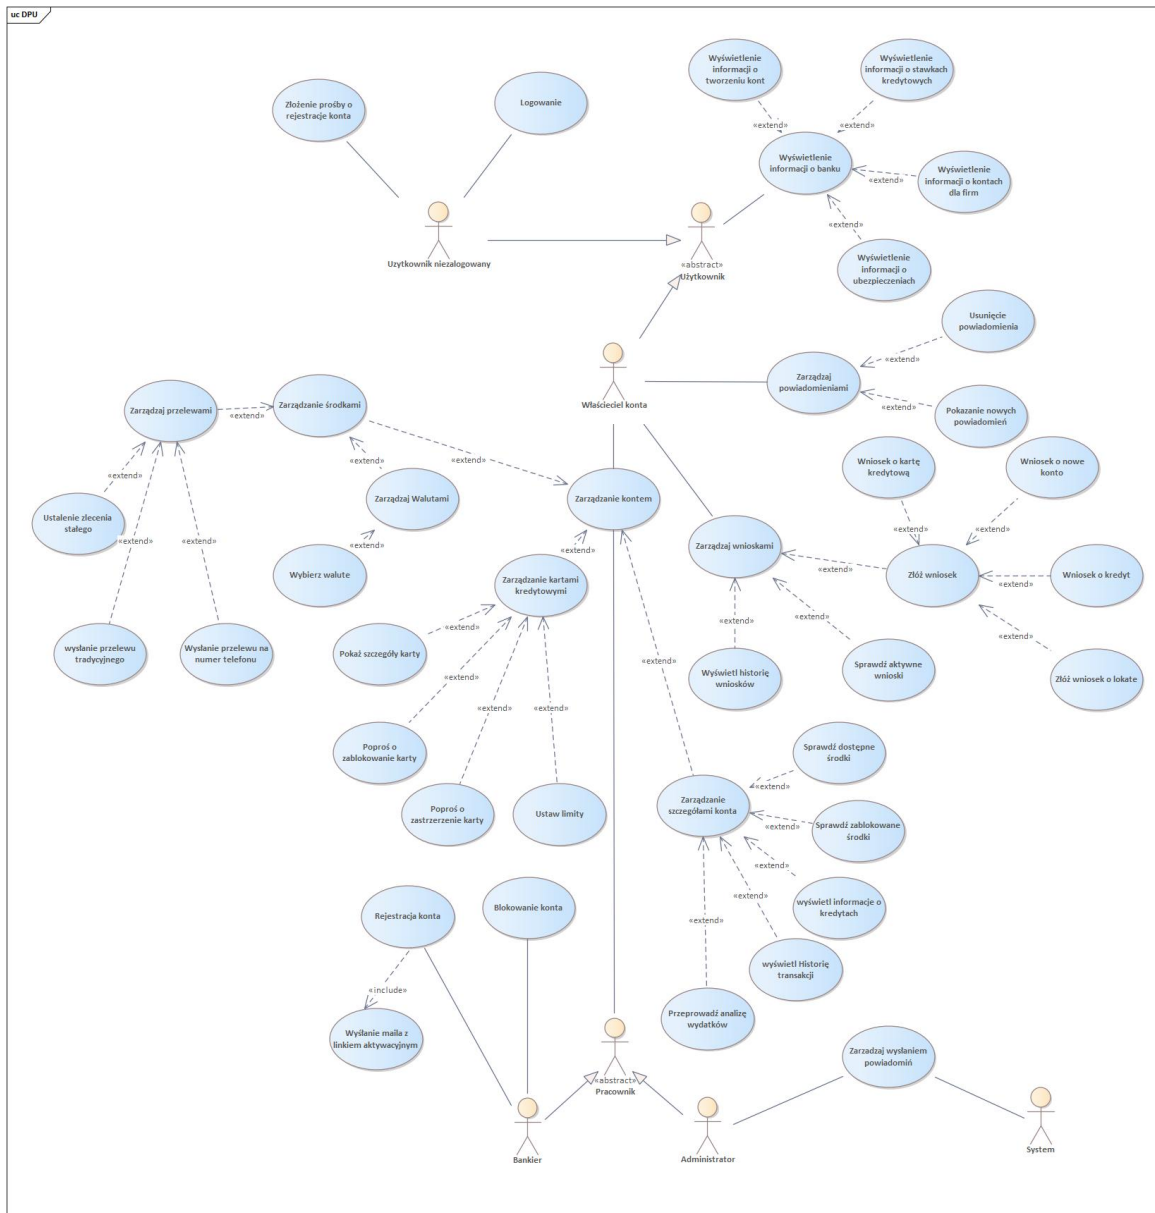 uc DPU
Wyświetlenie
informacji o
tworzeniu kont
Wyświetlenie
informacji o stawkach
kredytowych
Złożenie prośby o
rejestracje konta
Logowanie
«extend»
«extend»
Wyświetlenie
informacji o banku
«extend»
Wyświetlenie
informacji o kontach
dla firm
«extend»
Wyświetlenie
informacji o
ubezpieczeniach
Uzytkownik niezalogowany
«abstract»
Użytkownik
Usunięcie
powiadomienia
«extend»
Właścieciel konta
Zarządzaj
powiadomieniami
«extend»
Pokazanie nowych
powiadomień
Zarządzaj przelewami
«extend»
Zarządzanie środkami
«extend»
«extend»
«extend»
Zarządzaj Walutami
Zarządzanie kontem
Wniosek o kartę
kredytową
Wniosek o nowe
konto
«extend»
«extend»
Ustalenie zlecenia
stałego
«extend»
«extend»
«extend»
Wybierz walute
«extend»
Zarządzanie kartami
kredytowymi
Zarządzaj wnioskami
«extend»
Złóż wniosek
«extend»
Wniosek o kredyt
«extend»
Złóż wniosek o lokate
wysłanie przelewu
tradycyjnego
Wysłanie przelewu na
numer telefonu
Pokaż szczegóły karty
«extend»
«extend»
«extend»
«extend»
«extend»
«extend»
«extend»
Wyświetl historię
wniosków
Sprawdź aktywne
wnioski
Poproś o
zablokowanie karty
Poproś o
zastrzerzenie karty
Ustaw limity
Sprawdź dostępne
środki
«extend»
Zarządzanie
szczegółami konta
«extend»
Sprawdź zablokowane
środki
«extend»
wyświetl informacje o
kredytach
«extend»
wyświetl Historię
transakcji
«extend»
Przeprowadź analizę
wydatków
Rejestracja konta
Blokowanie konta
«include»
Wyślanie maila z
linkiem aktywacyjnym
«abstract»
Pracownik
Zarzadzaj wysłaniem
powiadomiń
Bankier
Administrator
System